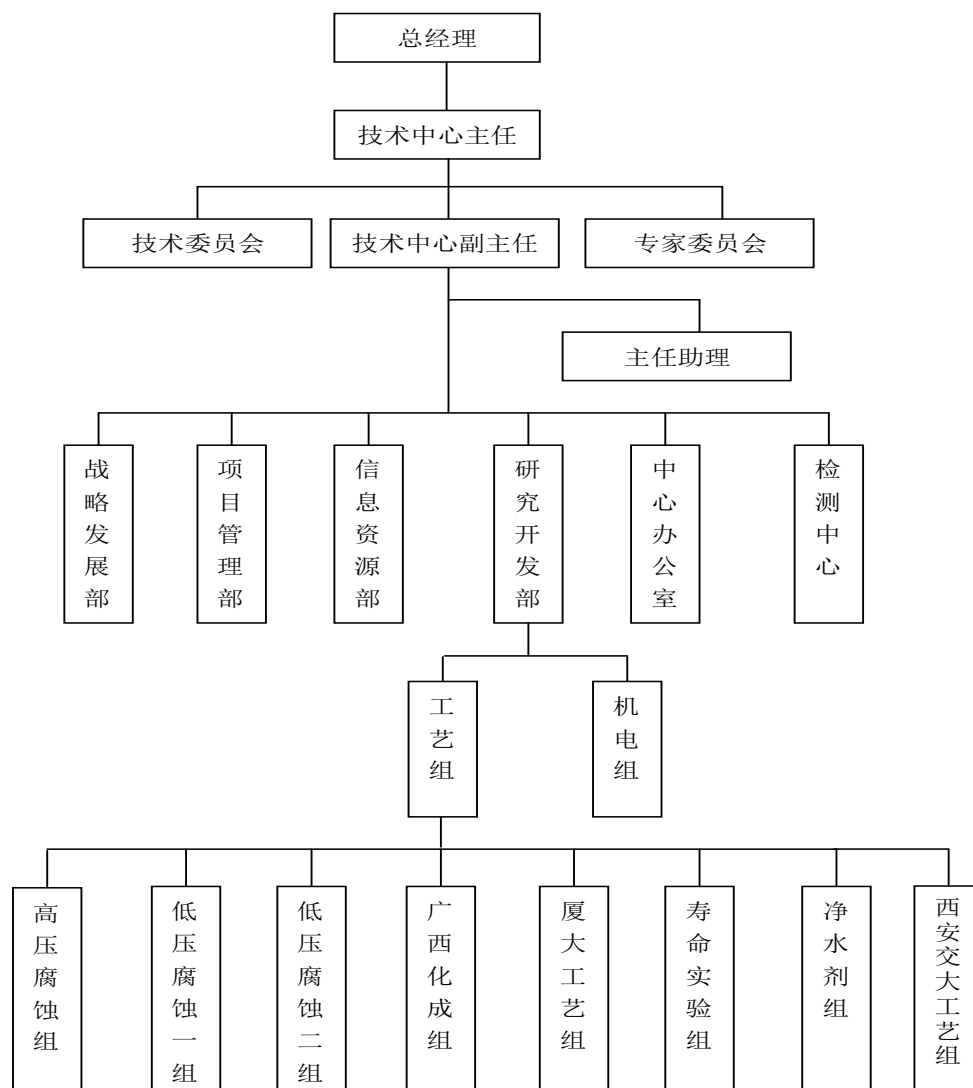 总经理
技术中心主任
技术委员会
技术中心副主任
专家委员会
主任助理
战略发展部
项目管理部
信息资源部
研究开发部
中心办公室
检测中心
工艺组
机电组
高压腐蚀组
低压腐蚀一组
低压腐蚀二组
广西化成组
厦大工艺组
寿命实验组
净水剂组
西安交大工艺组